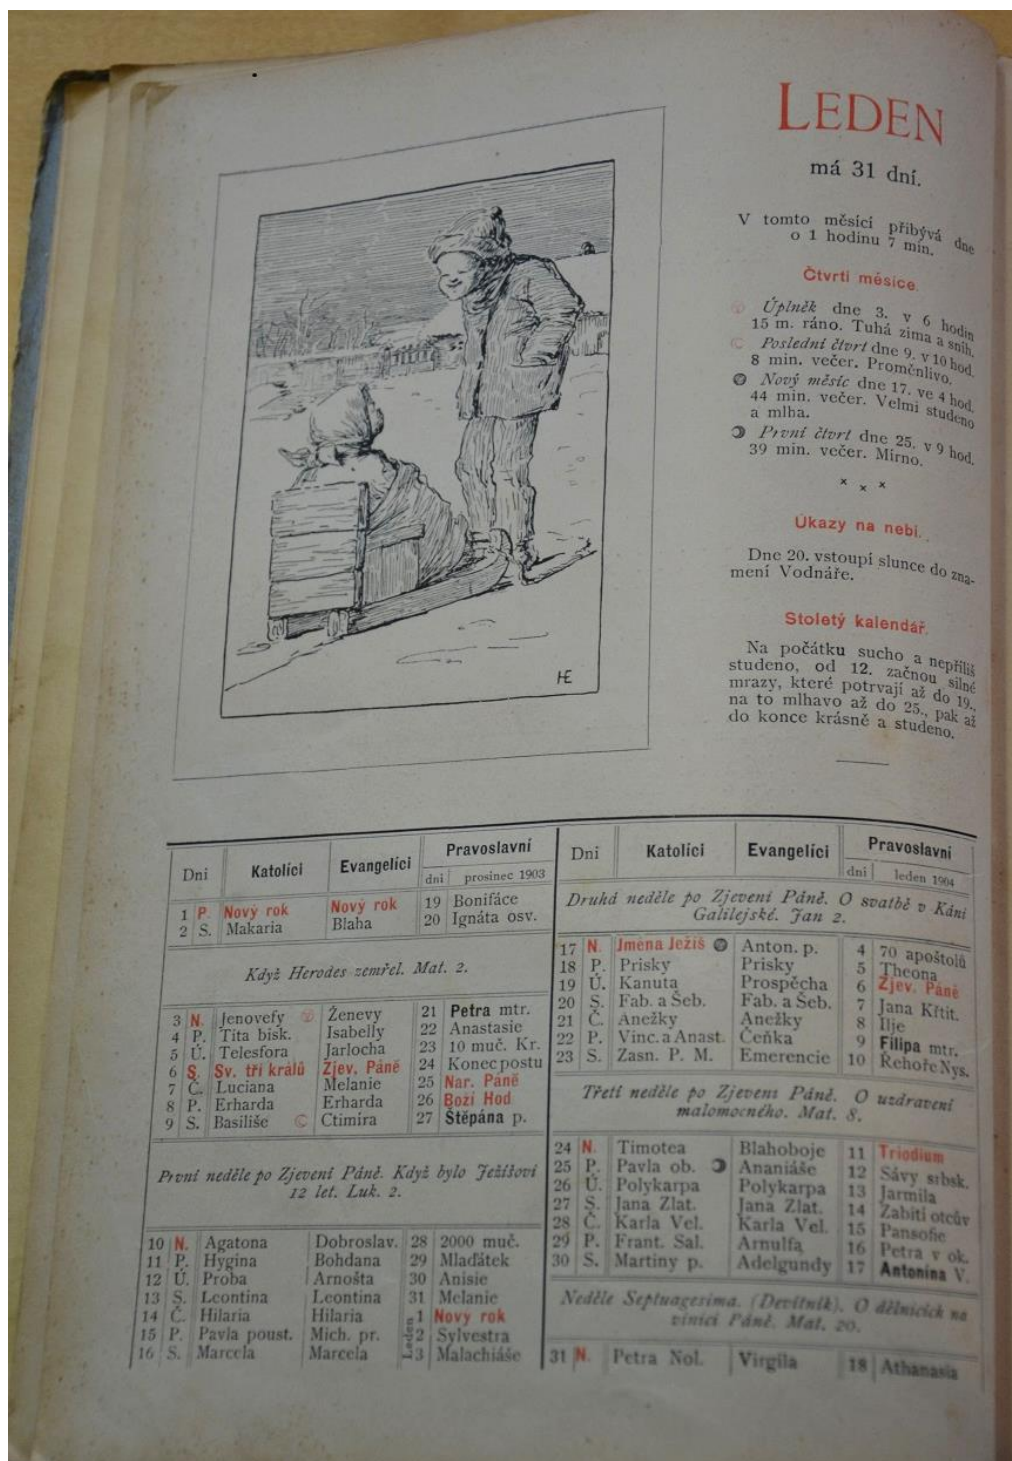 LEDEN
má 31 dní.
V tomto měsíci přibývá dne
o 1 hodinu 7 min.
Čtvrti měsíce.
Úplněk dne 3. v 6 hodin
15 m. ráno. Tuhá zima a sníh.
Poslední čtvrt dne 9. v 10 hod.
8 min. večer. Proměnlivo.
Nový měsíc dne 17. ve 4 hod.
44 min. večer. Velmi studeno
a mlha.
První čtvrt dne 25. v 9 hod.
39 min. večer. Mírno.
× × ×
Úkazy na nebi.
Dne 20. vstoupí slunce do zna-
mení Vodnáře.
Stoletý kalendář.
Na počátku sucho a nepříliš
studeno, od 12. začnou silné
mrazy, které potrvají až do 19.,
na to mlhavo až do 25., pak až
do konce krásně a studeno.
HE
Dni Katolíci Evangelíci Pravoslavní
dni prosinec 1903
1 P. Nový rok Nový rok 19 Bonifáce
2 S. Makaria Blaha 20 Ignáta osv.
Když Herodes zemřel. Mat. 2.
3 N. Jenovefy Ženevy 21 Petra mtr.
4 P. Tita bisk. Isabelly 22 Anastasie
5 Ú. Telesfora Jarlocha 23 10 muč. Kr.
6 S. Sv. tří králů Zjev. Páně 24 Konec postu
7 Č. Luciana Melanie 25 Nar. Páně
8 P. Erharda Erharda 26 Boží Hod
9 S. Basiliše Ctimíra 27 Štěpána p.
První neděle po Zjevení Páně. Když bylo Ježíšovi
12 let. Luk. 2.
10 N. Agatona Dobroslav. 28 2000 muč.
11 P. Hygina Bohdana 29 Mlaďátek
12 Ú. Proba Arnošta 30 Anisie
13 S. Leontina Leontina 31 Melanie
14 Č. Hilaria Hilaria Leden 1 Nový rok
15 P. Pavla poust. Mich. pr. 2 Sylvestra
16 S. Marcela Marcela 3 Malachiáše
Dni Katolíci Evangelíci Pravoslavní
dni leden 1904
Druhá neděle po Zjevení Páně. O svatbě v Káni
Galilejské. Jan 2.
17 N. Jména Ježíš Anton. p. 4 70 apoštolů
18 P. Prisky Prisky 5 Theona
19 Ú. Kanuta Prospěcha 6 Zjev. Páně
20 S. Fab. a Šeb. Fab. a Šeb. 7 Jana Křtit.
21 Č. Anežky Anežky 8 Ilje
22 P. Vinc. a Anast. Čeňka 9 Filipa mtr.
23 S. Zasn. P. M. Emerencie 10 Řehoře Nys.
Třetí neděle po Zjevení Páně. O uzdravení
malomocného. Mat. 8.
24 N. Timotea Blahoboje 11 Triodium
25 P. Pavla ob. Ananiáše 12 Sávy srbsk.
26 Ú. Polykarpa Polykarpa 13 Jarmila
27 S. Jana Zlat. Jana Zlat. 14 Zabití otcův
28 Č. Karla Vel. Karla Vel. 15 Pansofie
29 P. Frant. Sal. Arnulfa 16 Petra v ok.
30 S. Martiny p. Adelgundy 17 Antonína V.
Neděle Septuagesima. (Devítník). O dělnících na
vinici Páně. Mat. 20.
31 N. Petra Nol. Virgila 18 Athanasia